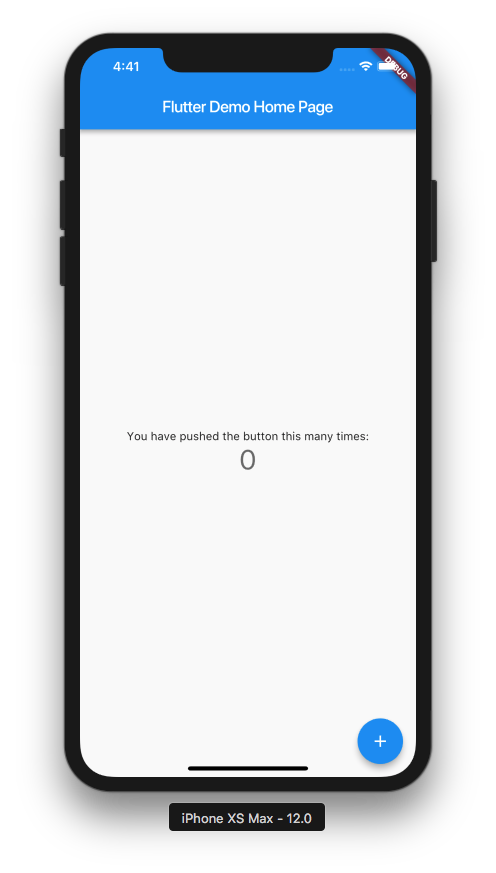 4:41
DEBUG
Flutter Demo Home Page
You have pushed the button this many times:
0
+
iPhone XS Max - 12.0